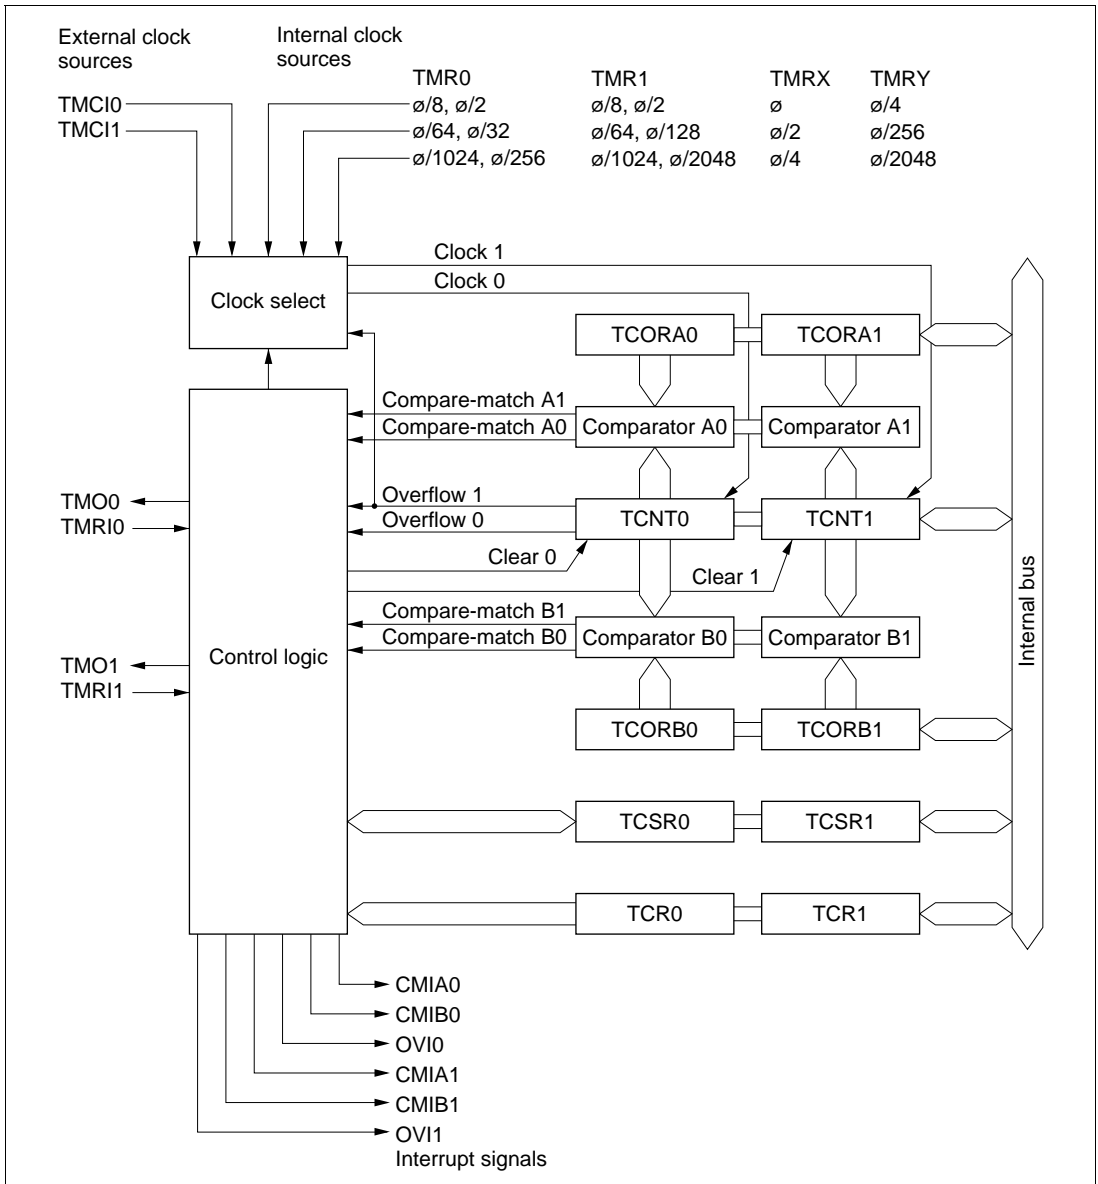 External clock
sources
Internal clock
sources
TMR0
TMR1
TMRX
TMRY
TMCI0
ø/8, ø/2
ø/8, ø/2
ø
ø/4
TMCI1
ø/64, ø/32
ø/64, ø/128
ø/2
ø/256
ø/1024, ø/256
ø/1024, ø/2048
ø/4
ø/2048
Clock 1
Clock 0
Clock select
TCORA0
TCORA1
Compare-match A1
Compare-match A0
Comparator A0
Comparator A1
TMO0
TMRI0
Overflow 1
Overflow 0
TCNT0
TCNT1
Clear 0
Clear 1
Internal bus
Compare-match B1
Compare-match B0
Comparator B0
Comparator B1
Control logic
TMO1
TMRI1
TCORB0
TCORB1
TCSR0
TCSR1
TCR0
TCR1
CMIA0
CMIB0
OVI0
CMIA1
CMIB1
OVI1
Interrupt signals